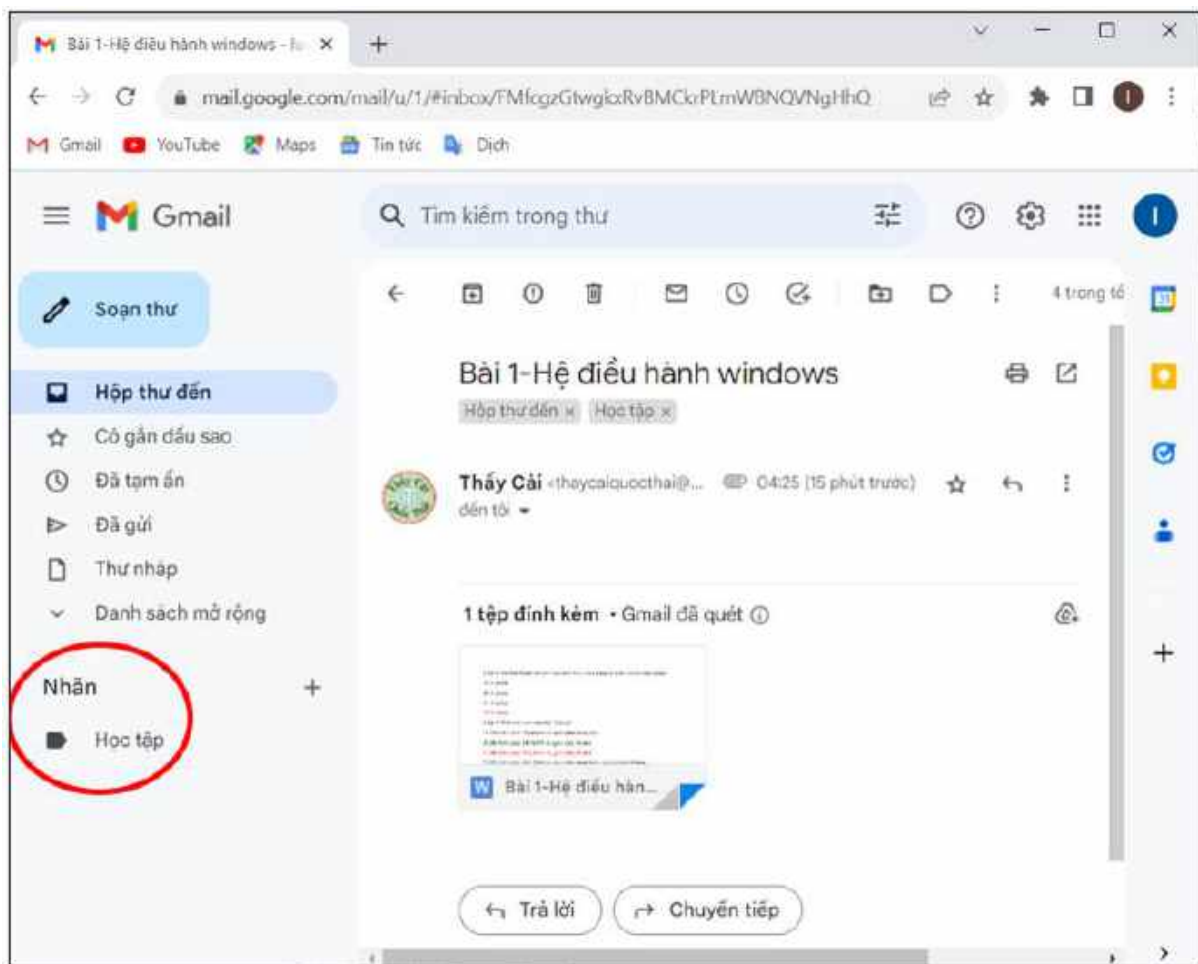 Bài 1-Hệ điều hành windows -
mail.google.com/mail/u/1/#inbox/
Gmail YouTube Maps Tin tức Dịch
Gmail
Tìm kiếm trong thư
I
Soạn thư
4 trong tổ
31
Bài 1-Hệ điều hành windows
Hộp thư đến x Học tập x
Hộp thư đến
Có gắn dấu sao
Đã tạm ẩn
Đã gửi
Thư nháp
Danh sách mở rộng
Thầy Cải <thaycaiquocthai@... 04:25 (15 phút trước)
đến tôi
1 tệp đính kèm • Gmail đã quét
Nhãn
Học tập
W Bài 1-Hệ điều hàn...
Trả lời Chuyển tiếp